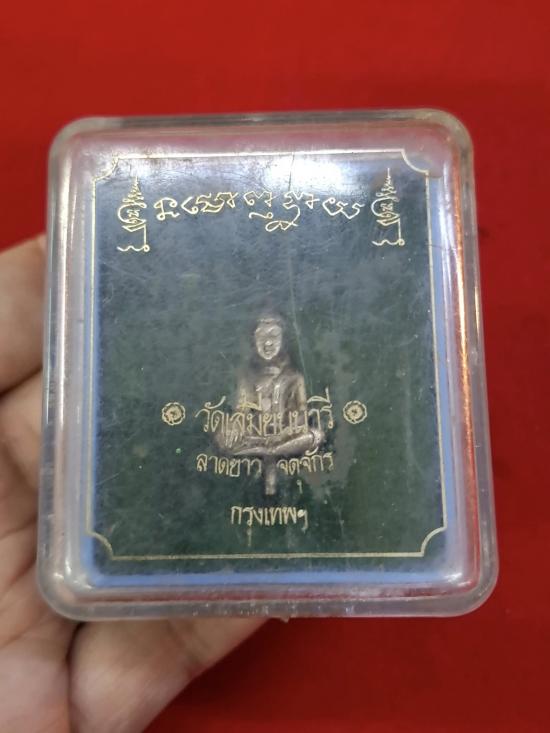 วัดเสมียนนารี
ลาดยาว จตุจักร
กรุงเทพฯ